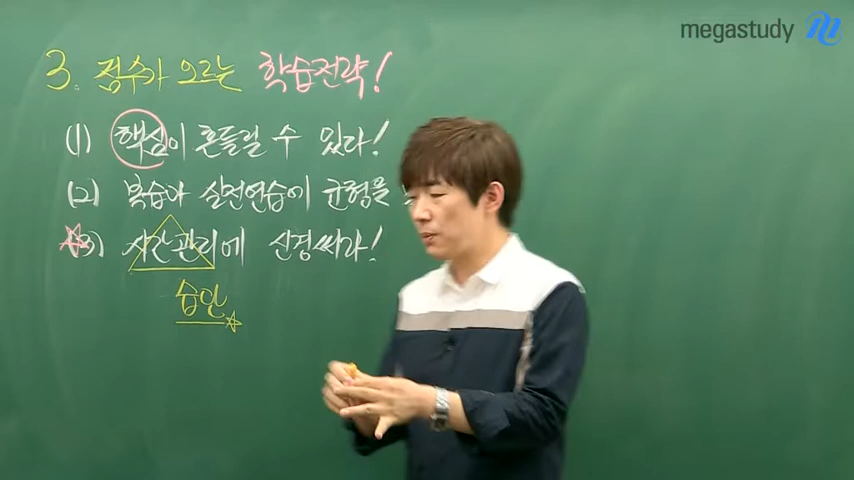 megastudy
3. 점수가 오르는 학습전략!
(1) 핵심이 흔들릴 수 있다!
(2) 복습과 실전연습에 균형을
(3) 시간관리에 신경써라!
습관